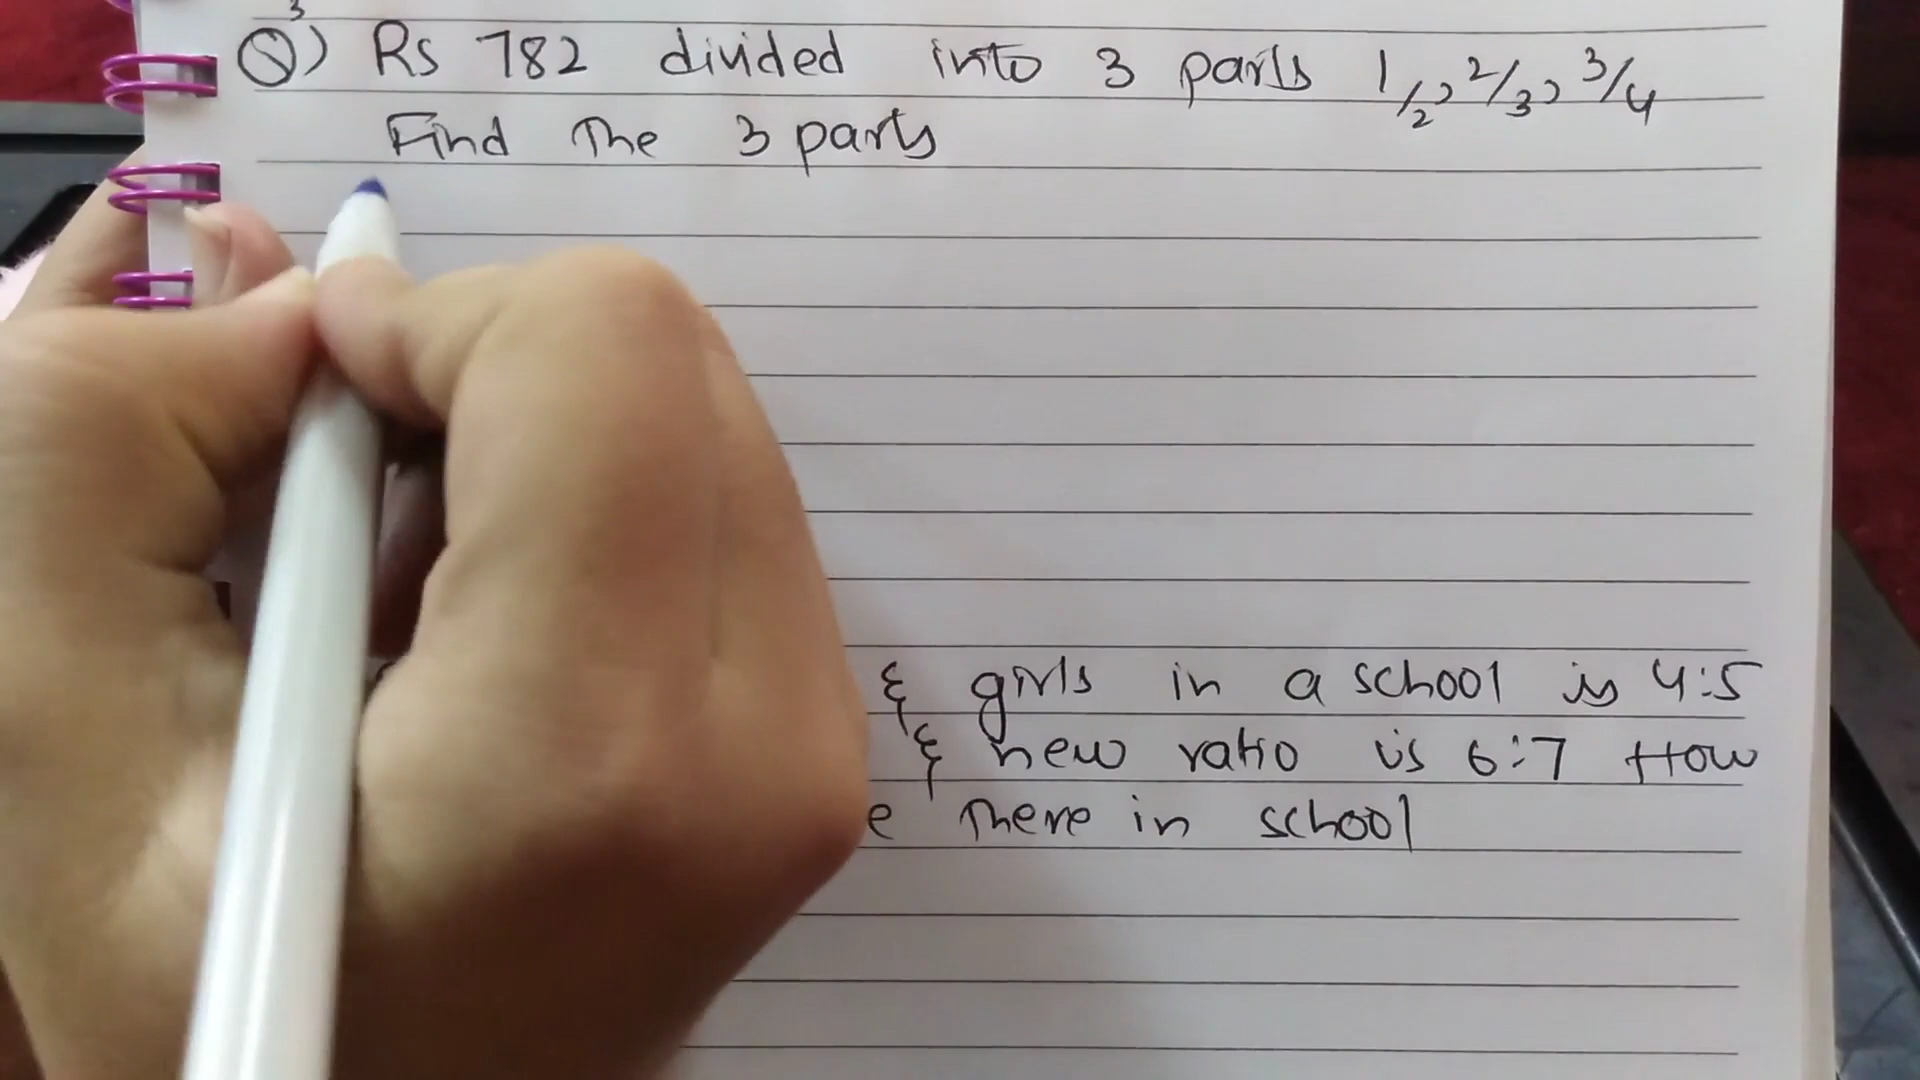 Q3) Rs 782 divided into 3 parts 1/2, 2/3, 3/4
Find The 3 parts
& girls in a school is 4:5
& new ratio is 6:7 How
there in school